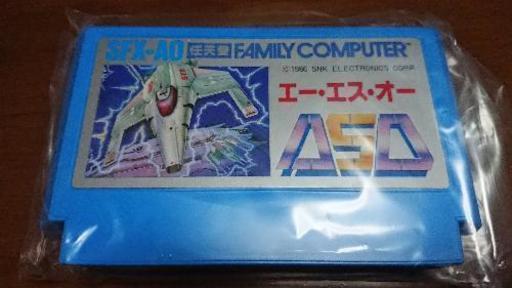 SFX・AO 任天堂 FAMILY COMPUTER
© 1986 SNK ELECTRONICS CORP.
エー・エス・オー
ASO